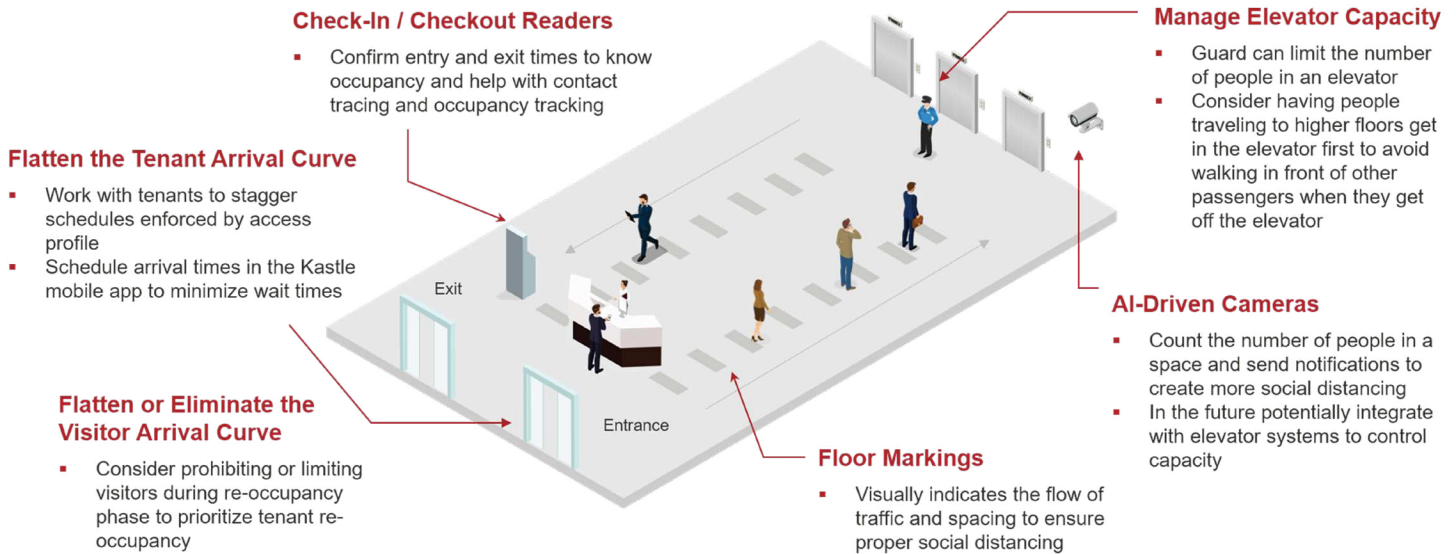 Check-In / Checkout Readers
▪ Confirm entry and exit times to know
occupancy and help with contact
tracing and occupancy tracking
Manage Elevator Capacity
▪ Guard can limit the number
of people in an elevator
▪ Consider having people
traveling to higher floors get
in the elevator first to avoid
walking in front of other
passengers when they get
off the elevator
Flatten the Tenant Arrival Curve
▪ Work with tenants to stagger
schedules enforced by access
profile
▪ Schedule arrival times in the Kastle
mobile app to minimize wait times
Exit
Entrance
AI-Driven Cameras
▪ Count the number of people in a
space and send notifications to
create more social distancing
▪ In the future potentially integrate
with elevator systems to control
capacity
Flatten or Eliminate the
Visitor Arrival Curve
▪ Consider prohibiting or limiting
visitors during re-occupancy
phase to prioritize tenant re-
occupancy
Floor Markings
▪ Visually indicates the flow of
traffic and spacing to ensure
proper social distancing